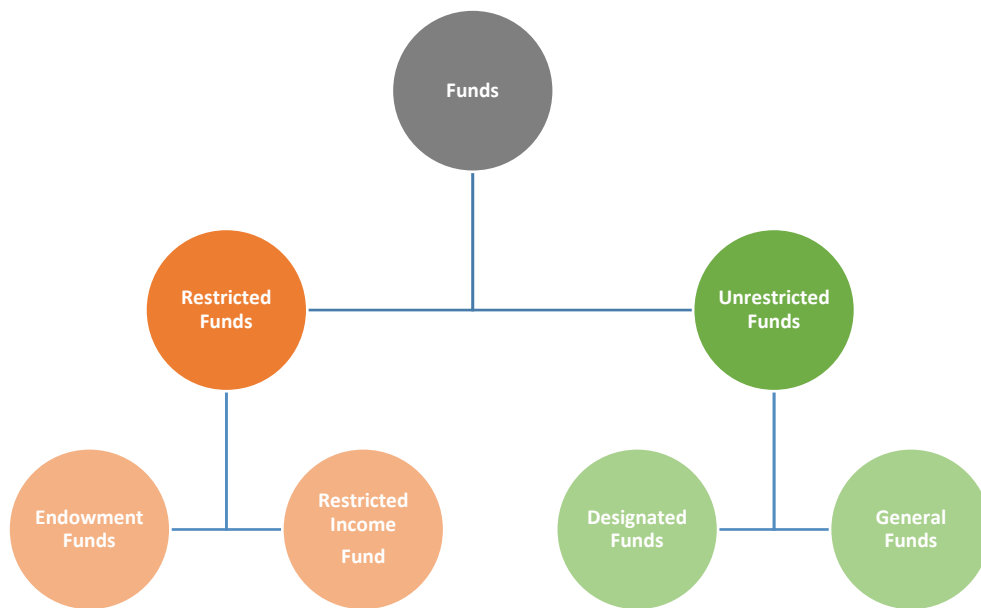 Funds
Restricted
Funds
Unrestricted
Funds
Endowment
Funds
Restricted
Income
Fund
Designated
Funds
General
Funds